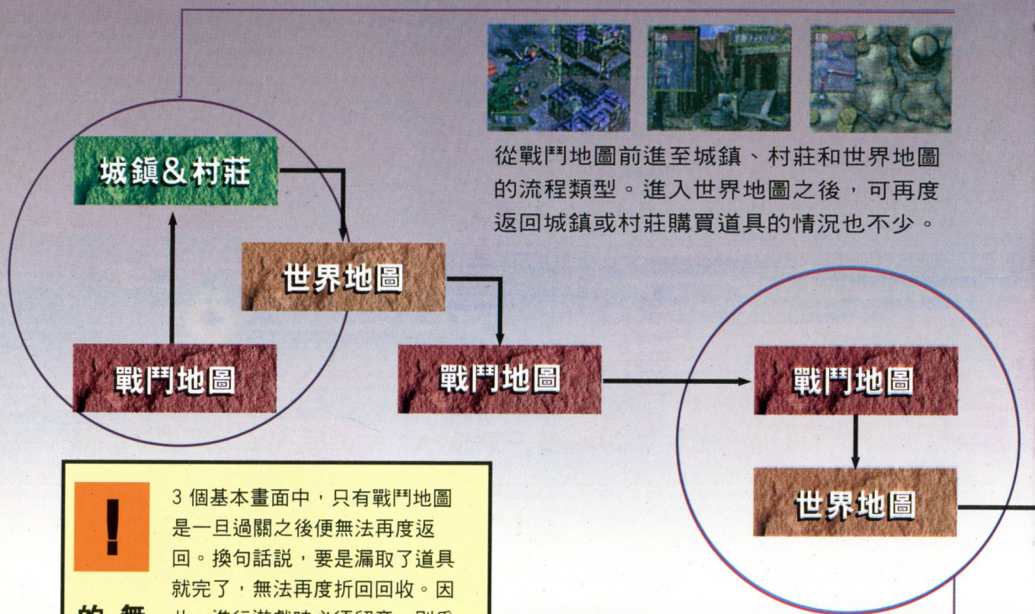 從戰鬥地圖前進至城鎮、村莊和世界地圖
的流程類型。進入世界地圖之後，可再度
返回城鎮或村莊購買道具的情況也不少。
城鎮&村莊
世界地圖
戰鬥地圖
戰鬥地圖
戰鬥地圖
世界地圖
!
3 個基本畫面中，只有戰鬥地圖
是一旦過關之後便無法再度返
回。換句話說，要是漏取了道具
就完了，無法再度折回回收。因